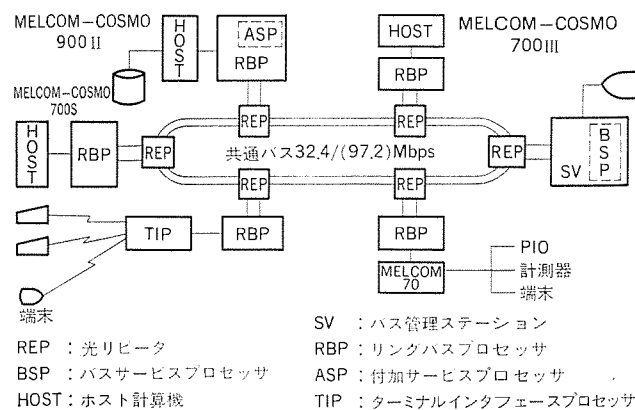 MELCOM-COSMO
900 II
HOST
ASP
RBP
HOST
MELCOM-COSMO
700III
RBP
MELCOM-COSMO
700S
HOST
RBP
REP
REP
REP
共通バス32.4/(97.2)Mbps
REP
REP
REP
SV
BSP
TIP
RBP
RBP
MELCOM
70
PIO
計測器
端末
端末
SV :バス管理ステーション
REP :光リピータ
RBP :リングバスプロセッサ
BSP :バスサービスプロセッサ
ASP :付加サービスプロセッサ
HOST:ホスト計算機
TIP :ターミナルインタフェースプロセッサ